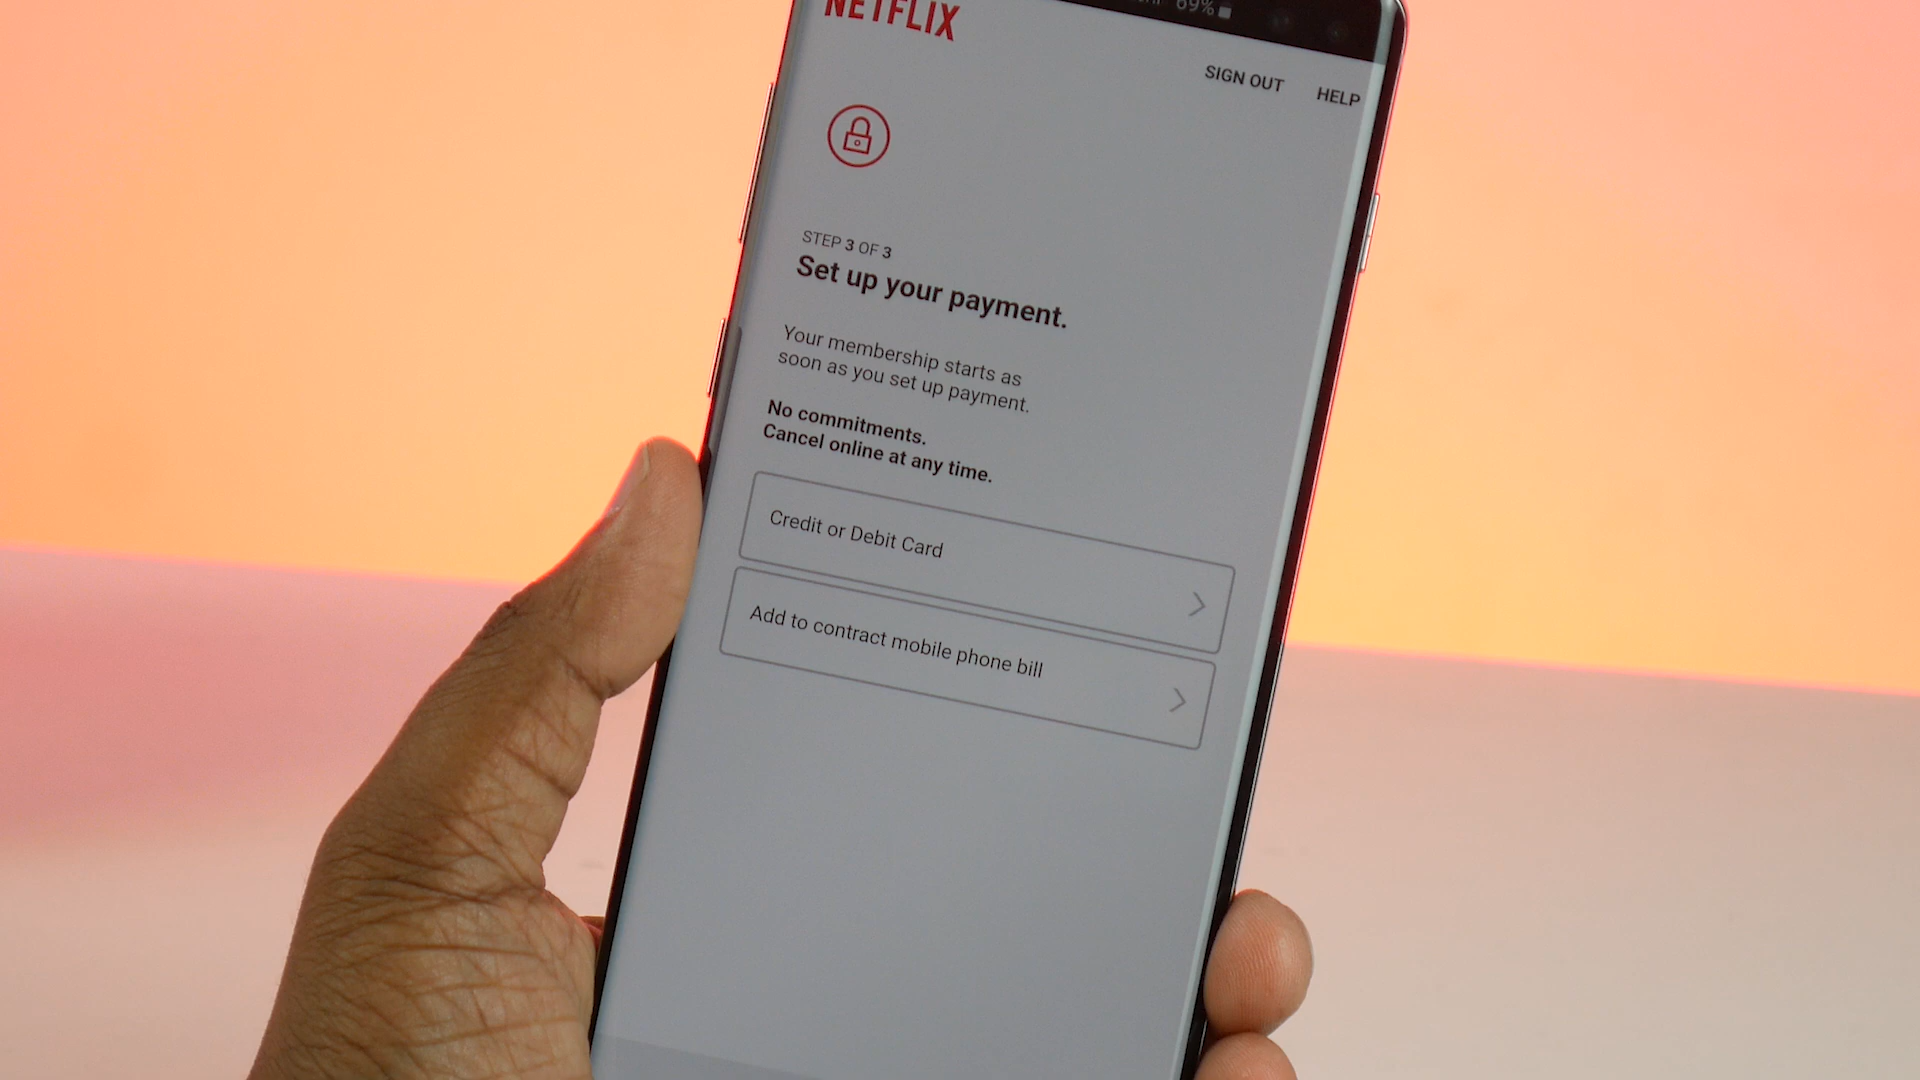 69%
NETFLIX
SIGN OUT HELP
STEP 3 OF 3
Set up your payment.
Your membership starts as
soon as you set up payment.
No commitments.
Cancel online at any time.
Credit or Debit Card
Add to contract mobile phone bill